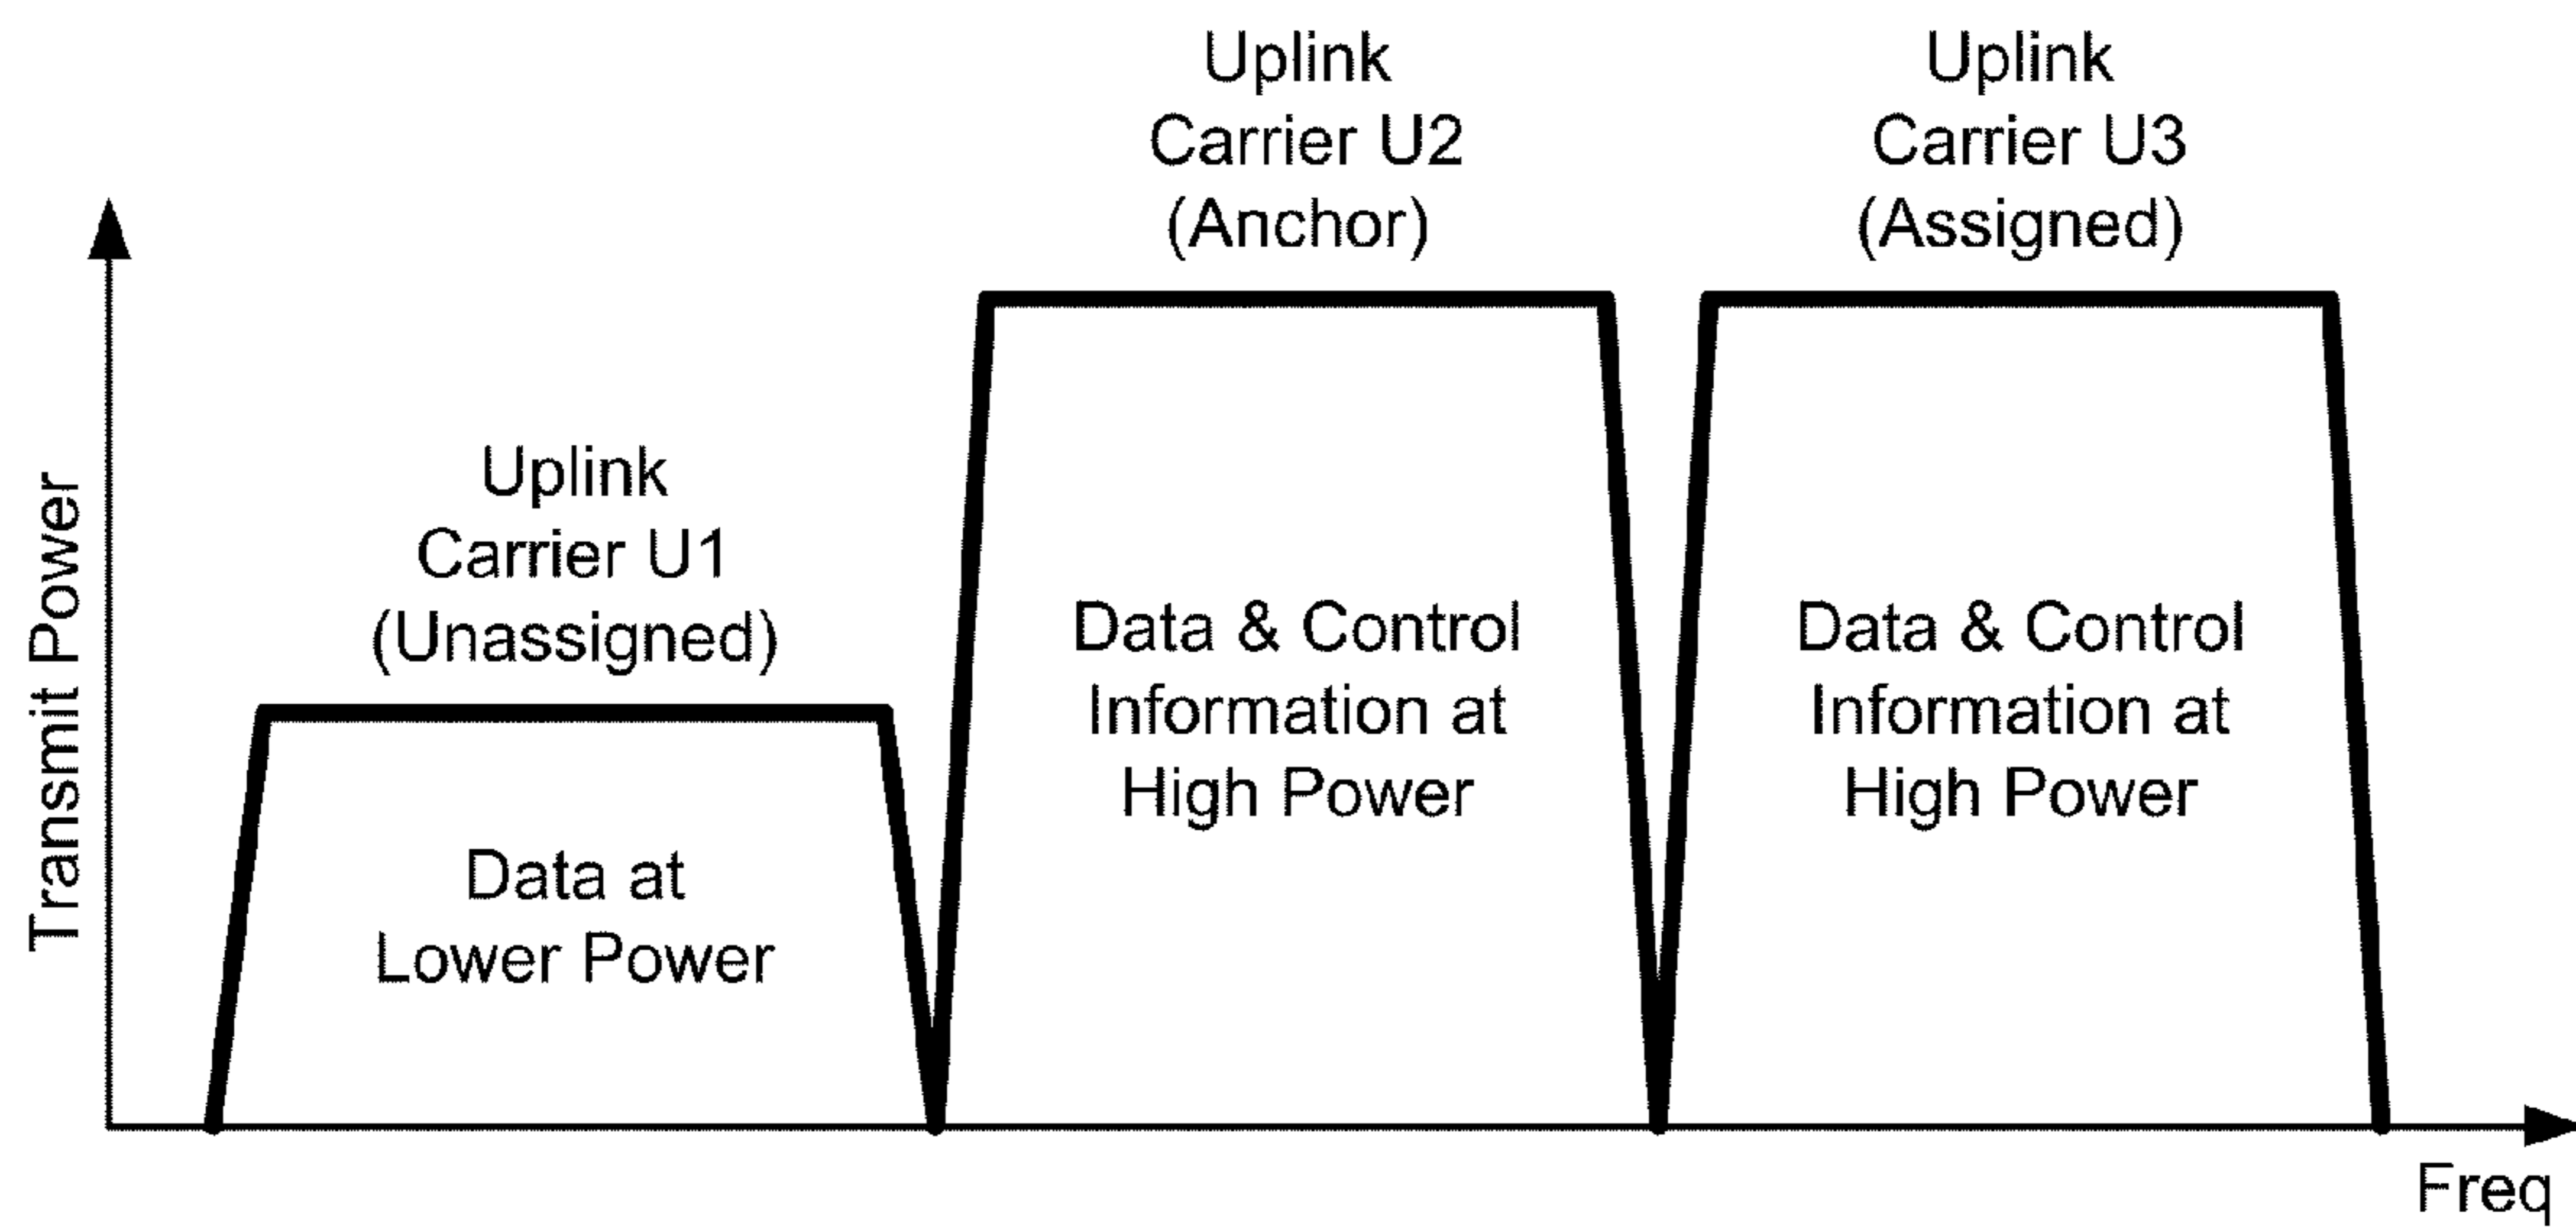 Uplink
Carrier U1
(Unassigned)
Data at
Lower Power
Uplink
Carrier U2
(Anchor)
Data & Control
Information at
High Power
Uplink
Carrier U3
(Assigned)
Data & Control
Information at
High Power
Transmit Power
Freq